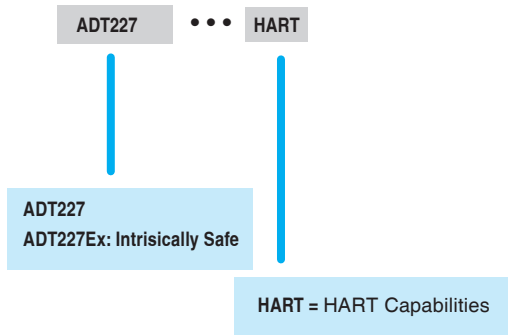 ADT227 ••• HART
ADT227
ADT227Ex: Intrisically Safe
HART = HART Capabilities